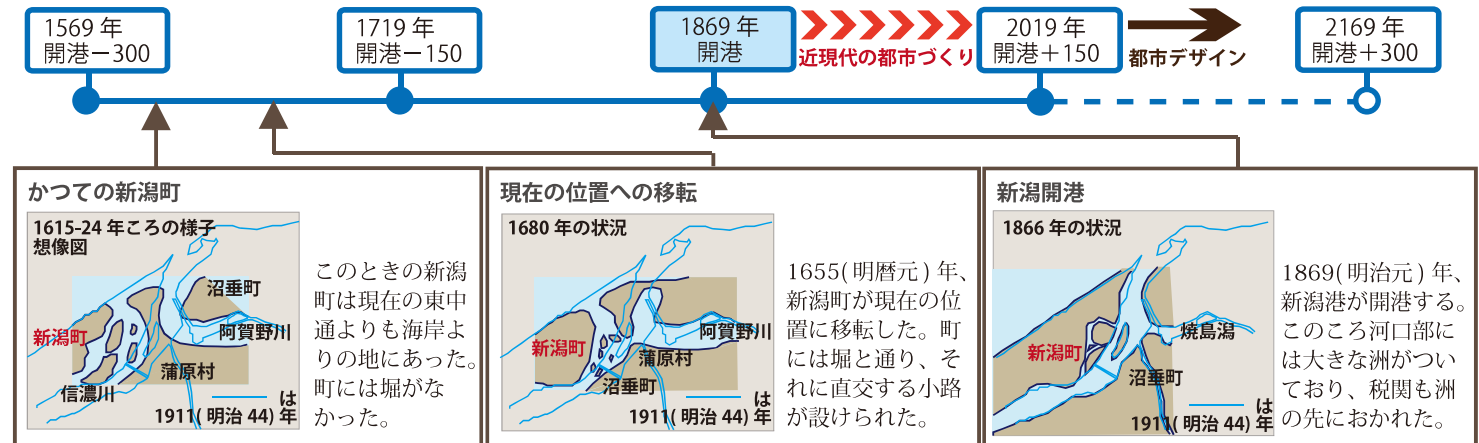 1569 年
開港ー300
1719 年
開港ー150
1869 年
開港
近現代の都市づくり
2019 年
開港＋150
都市デザイン
2169 年
開港＋300
かつての新潟町
1615-24 年ころの様子
想像図
沼垂町
新潟町
阿賀野川
蒲原村
信濃川
は
1911( 明治 44) 年
このときの新潟
町は現在の東中
通よりも海岸よ
りの地にあった。
町には堀がな
かった。
現在の位置への移転
1680 年の状況
阿賀野川
新潟町
蒲原村
沼垂町
は
1911( 明治 44) 年
1655( 明暦元 ) 年、
新潟町が現在の位
置に移転した。町
には堀と通り、そ
れに直交する小路
が設けられた。
新潟開港
1866 年の状況
焼島潟
新潟町
沼垂町
は
1911( 明治 44) 年
1869( 明治元 ) 年、
新潟港が開港する。
このころ河口部に
は大きな洲がつい
ており、税関も洲
の先におかれた。